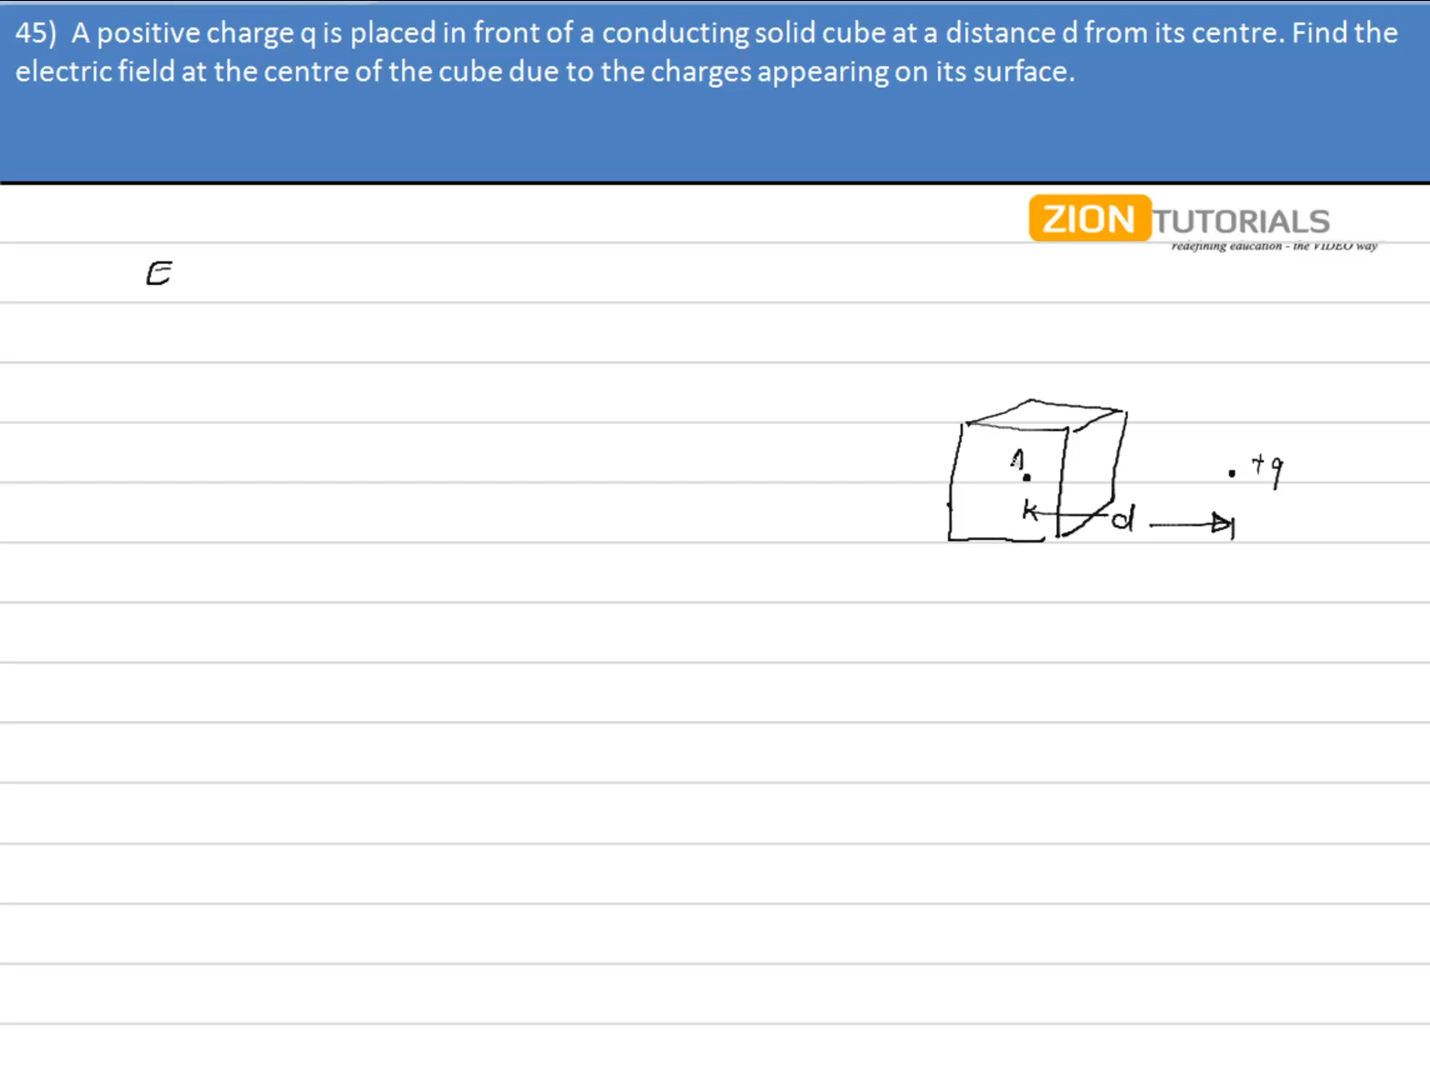 45) A positive charge q is placed in front of a conducting solid cube at a distance d from its centre. Find the
electric field at the centre of the cube due to the charges appearing on its surface.
ZION TUTORIALS
redefining education - the VIDEO way
E
+q
d